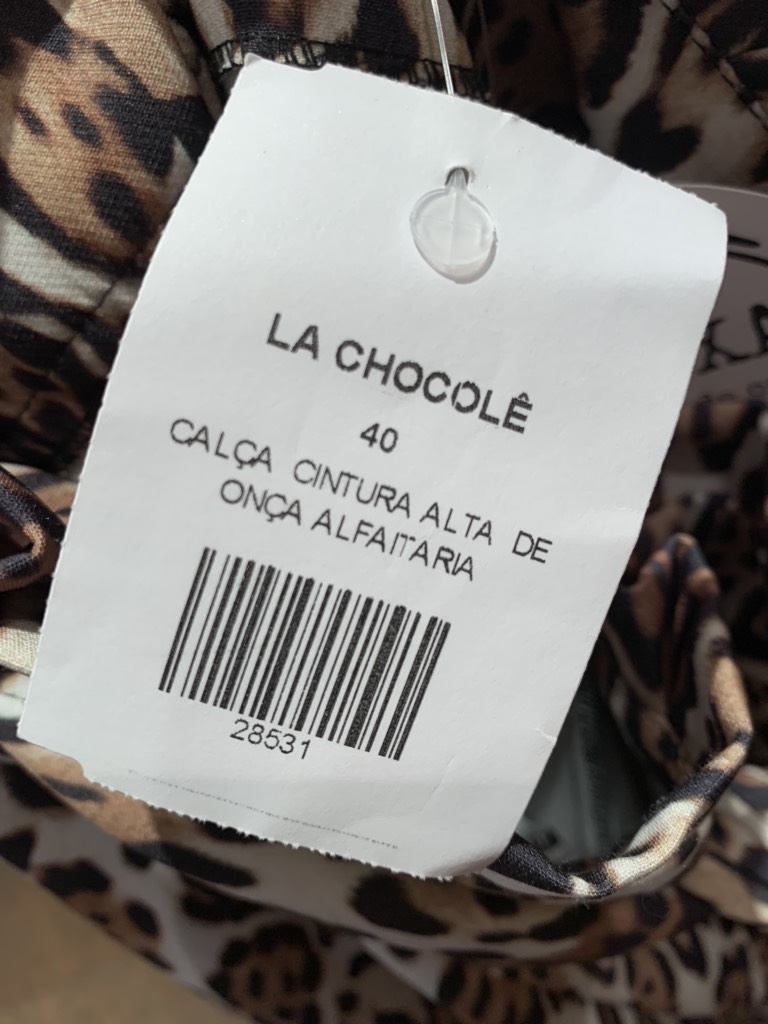 LA CHOCOLÊ
40
CALÇA CINTURA ALTA DE
ONÇA ALFAITARIA
28531